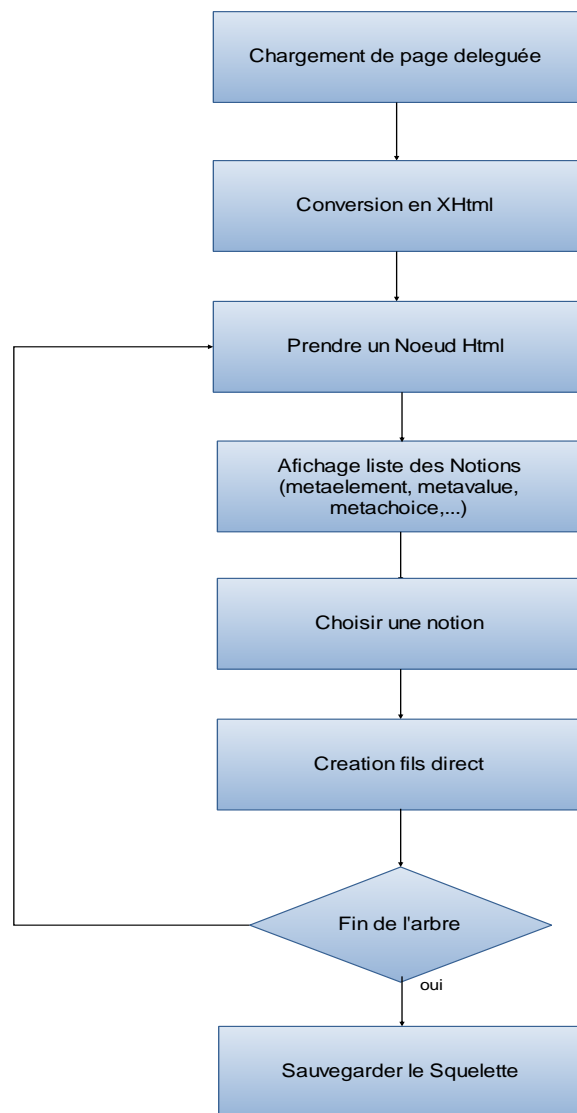 Chargement de page deleguée
Conversion en XHtml
Prendre un Noeud Html
Afichage liste des Notions
(metaelement, metavalue,
metachoice,...)
Choisir une notion
Creation fils direct
Fin de l'arbre
oui
Sauvegarder le Squelette